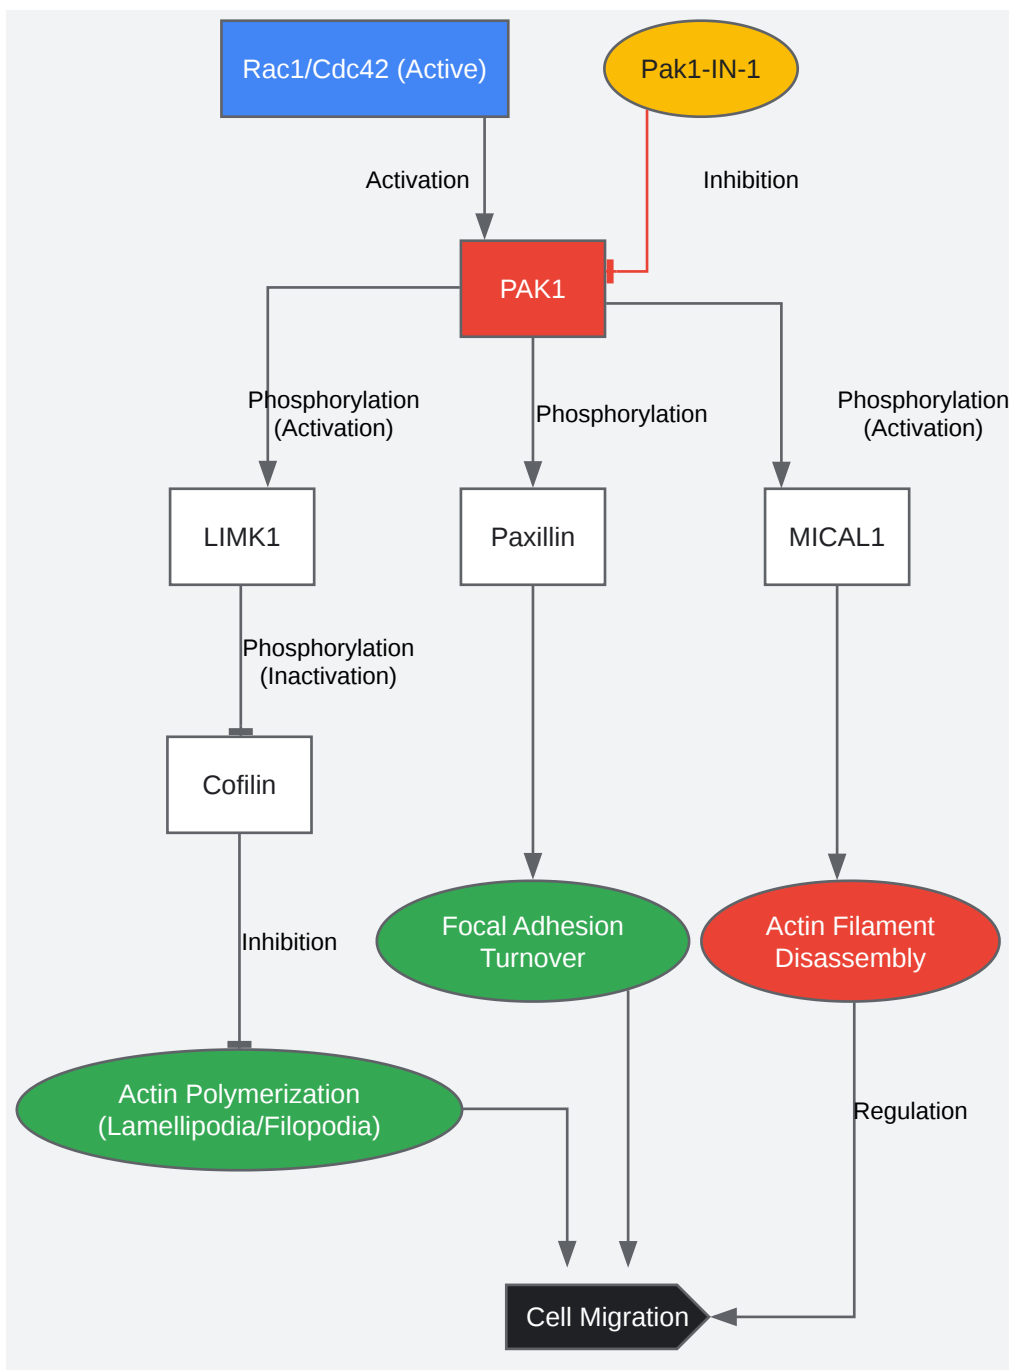 Rac1/Cdc42 (Active)
Pak1-IN-1
Activation
Inhibition
PAK1
Phosphorylation
(Activation)
Phosphorylation
Phosphorylation
(Activation)
LIMK1
Paxillin
MICAL1
Phosphorylation
(Inactivation)
Cofilin
Inhibition
Focal Adhesion
Turnover
Actin Filament
Disassembly
Actin Polymerization
(Lamellipodia/Filopodia)
Regulation
Cell Migration